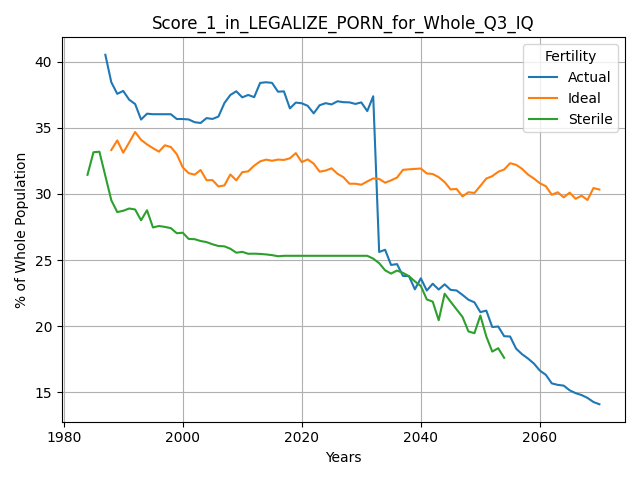 Score_1_in_LEGALIZE_PORN_for_Whole_Q3_IQ
Fertility
Actual
Ideal
Sterile
% of Whole Population
40
35
30
25
20
15
1980
2000
2020
2040
2060
Years